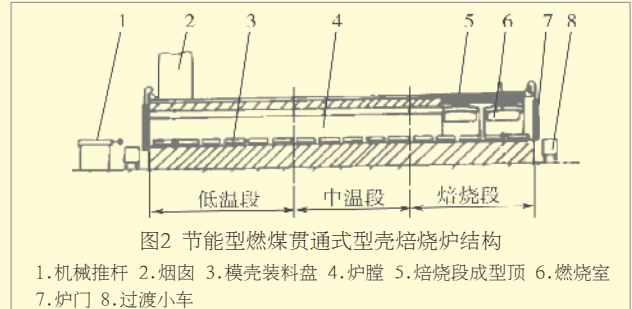 1 2 3 4 5 6 7 8
低温段 中温段 焙烧段
图2 节能型燃煤贯通式型壳焙烧炉结构
1.机械推杆 2.烟囱 3.模壳装料盘 4.炉膛 5.焙烧段成型顶 6.燃烧室
7.炉门 8.过渡小车